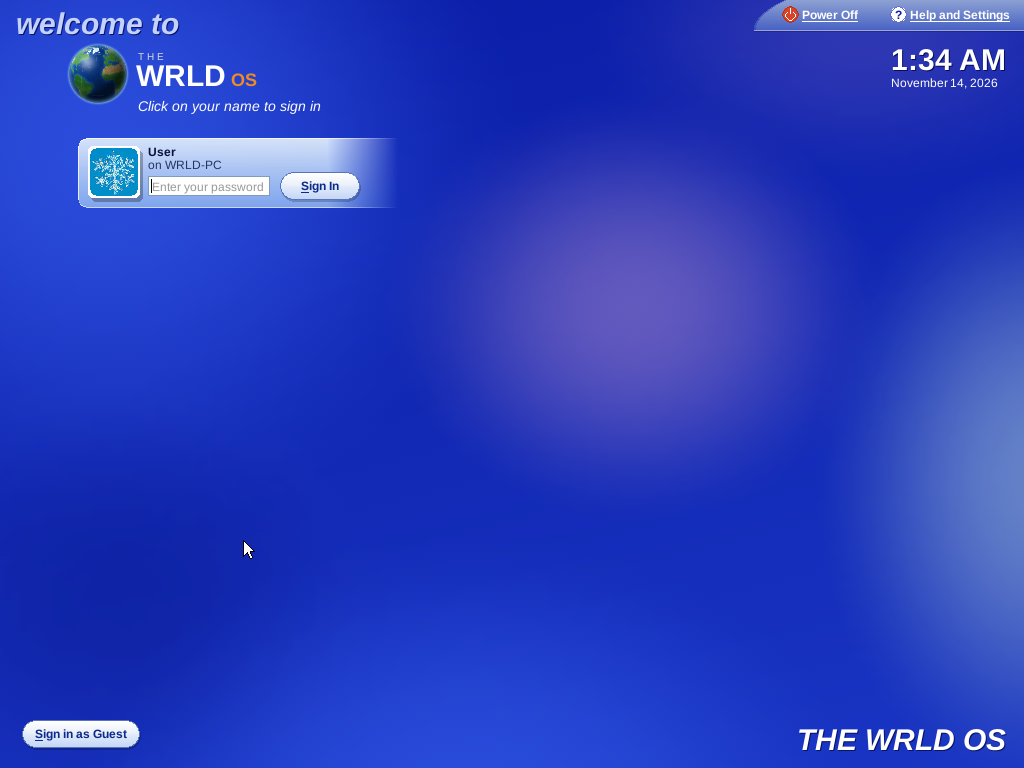 welcome to
THE
WRLD OS
Click on your name to sign in
Power Off
Help and Settings
1:34 AM
November 14, 2026
User
on WRLD-PC
Enter your password
Sign In
Sign in as Guest
THE WRLD OS